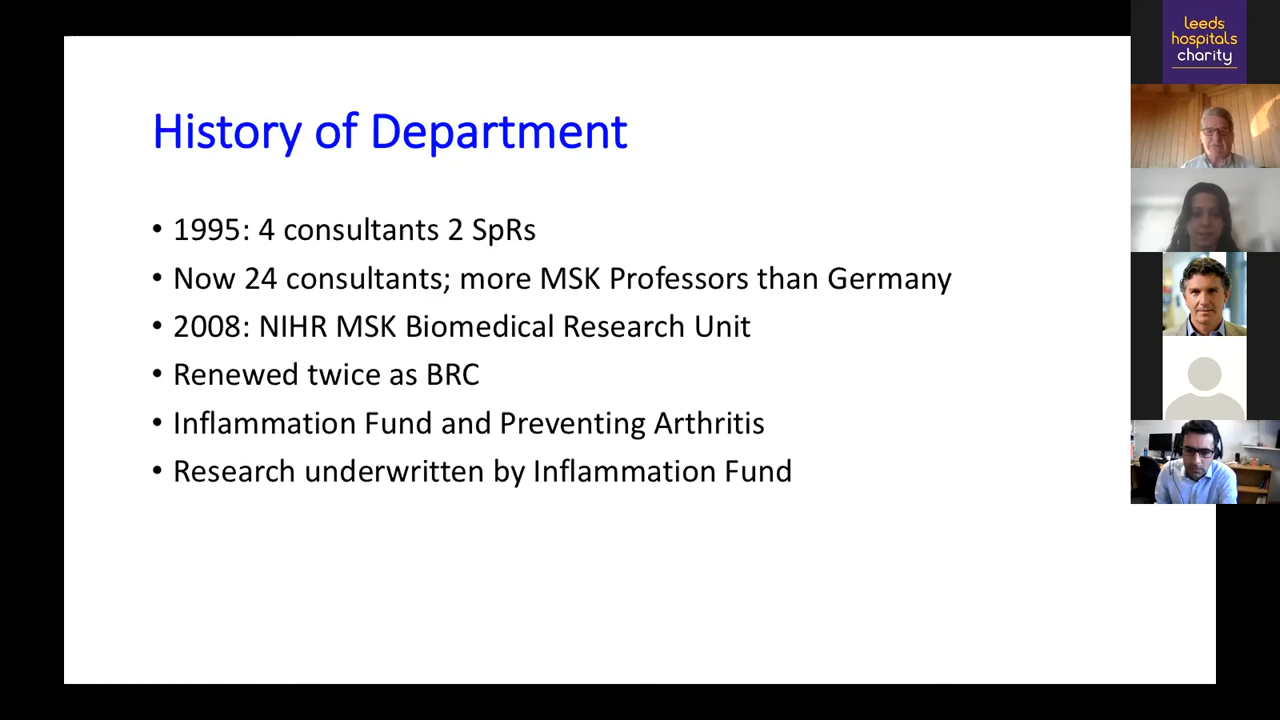 History of Department
• 1995: 4 consultants 2 SpRs
• Now 24 consultants; more MSK Professors than Germany
• 2008: NIHR MSK Biomedical Research Unit
• Renewed twice as BRC
• Inflammation Fund and Preventing Arthritis
• Research underwritten by Inflammation Fund
leeds
hospitals
charity